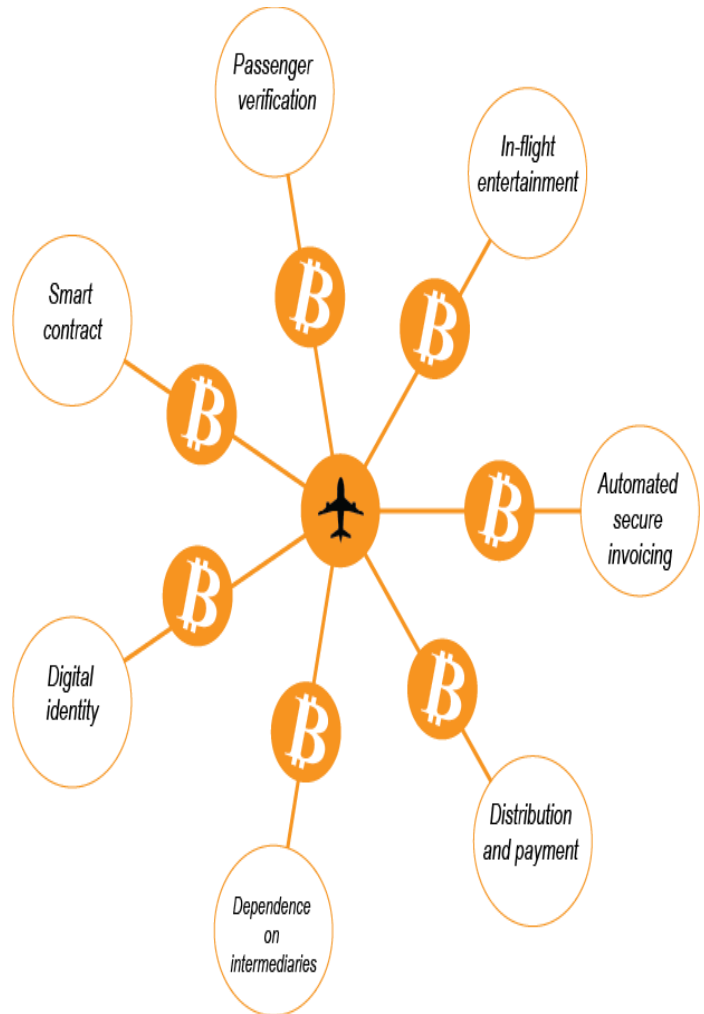 Passenger
verification
In-flight
entertainment
Smart
contract
Automated
secure
invoicing
Digital
identity
Distribution
and payment
Dependence
on
intermediaries